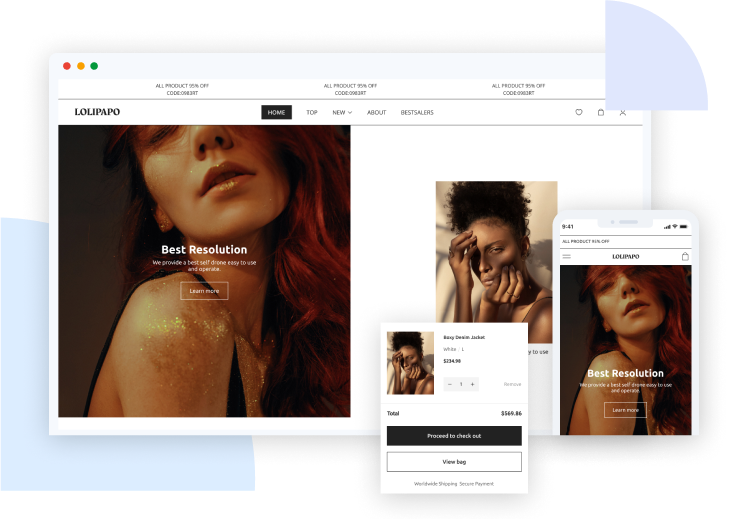 ALL PRODUCT 95% OFF
CODE:0983RT
ALL PRODUCT 95% OFF
CODE:0983RT
ALL PRODUCT 95% OFF
CODE:0983RT
LOLIPAPO
HOME TOP NEW ABOUT BESTSALERS
Best Resolution
We provide a best self drone easy to use
and operate.
Learn more
y to use
Boxy Denim Jacket
White L
$234.98
− 1 +
Remove
Total $569.86
Proceed to check out
View bag
Worldwide Shipping Secure Payment
9:41
ALL PRODUCT 95% OFF
LOLIPAPO
Best Resolution
We provide a best self drone easy to use
and operate.
Learn more